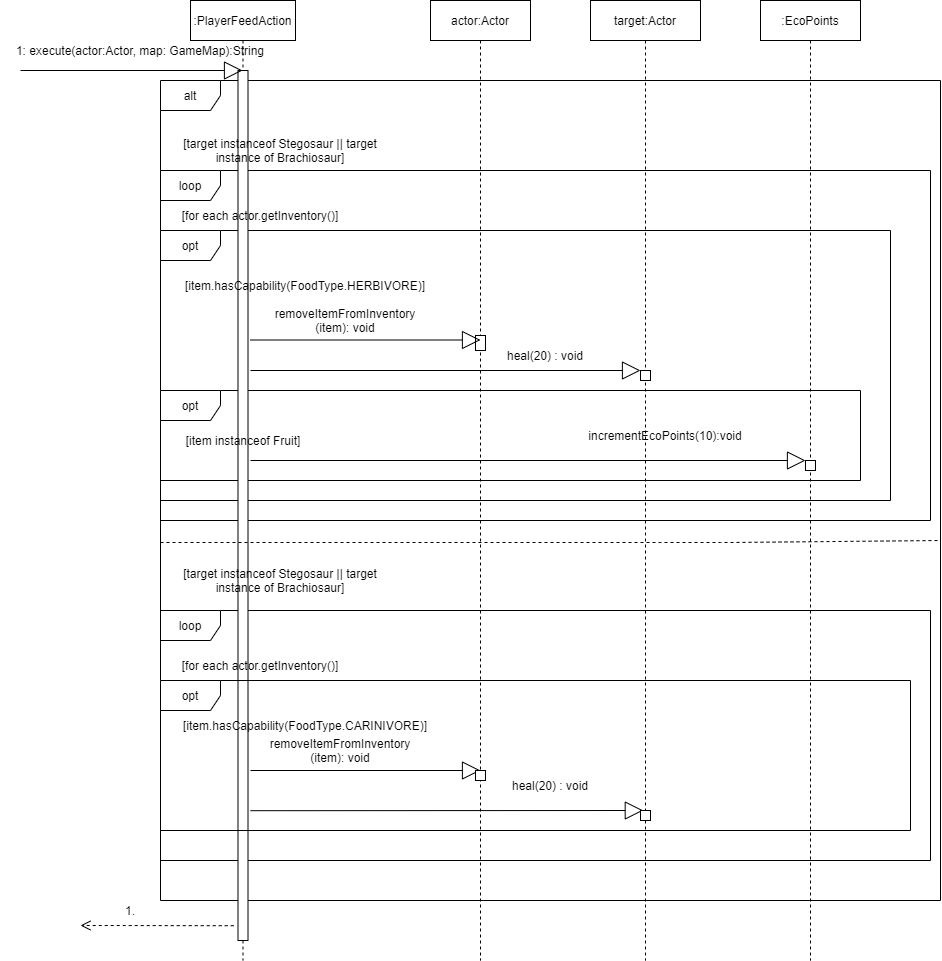 :PlayerFeedAction
actor:Actor
target:Actor
:EcoPoints
1: execute(actor:Actor, map: GameMap):String
alt
[target instanceof Stegosaur || target
instance of Brachiosaur]
loop
[for each actor.getInventory()]
opt
[item.hasCapability(FoodType.HERBIVORE)]
removeItemFromInventory
(item): void
heal(20) : void
opt
incrementEcoPoints(10):void
[item instanceof Fruit]
[target instanceof Stegosaur || target
instance of Brachiosaur]
loop
[for each actor.getInventory()]
opt
[item.hasCapability(FoodType.CARINIVORE)]
removeItemFromInventory
(item): void
heal(20) : void
1.